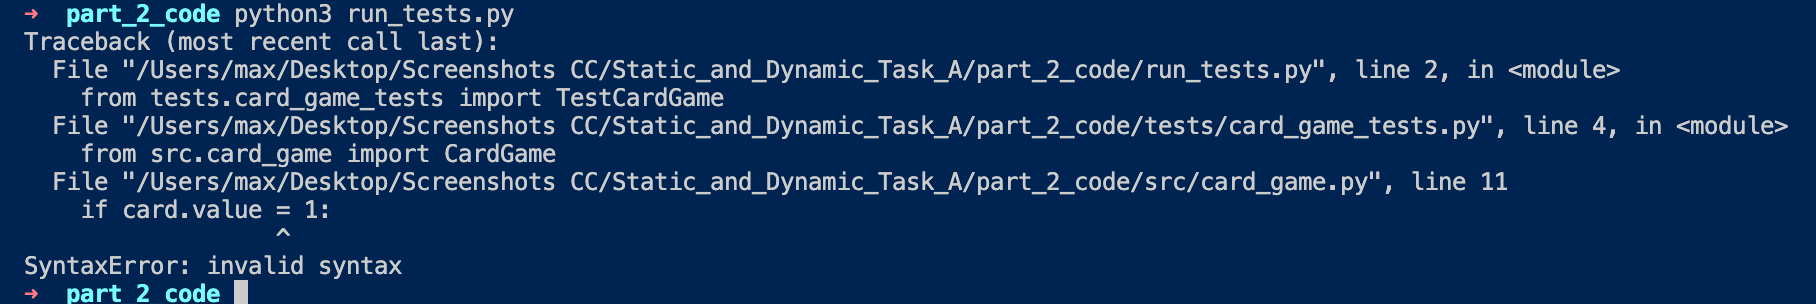 → part_2_code python3 run_tests.py
Traceback (most recent call last):
  File "/Users/max/Desktop/Screenshots CC/Static_and_Dynamic_Task_A/part_2_code/run_tests.py", line 2, in <module>
    from tests.card_game_tests import TestCardGame
  File "/Users/max/Desktop/Screenshots CC/Static_and_Dynamic_Task_A/part_2_code/tests/card_game_tests.py", line 4, in <module>
    from src.card_game import CardGame
  File "/Users/max/Desktop/Screenshots CC/Static_and_Dynamic_Task_A/part_2_code/src/card_game.py", line 11
    if card.value = 1:
                  ^
SyntaxError: invalid syntax
→ part_2_code